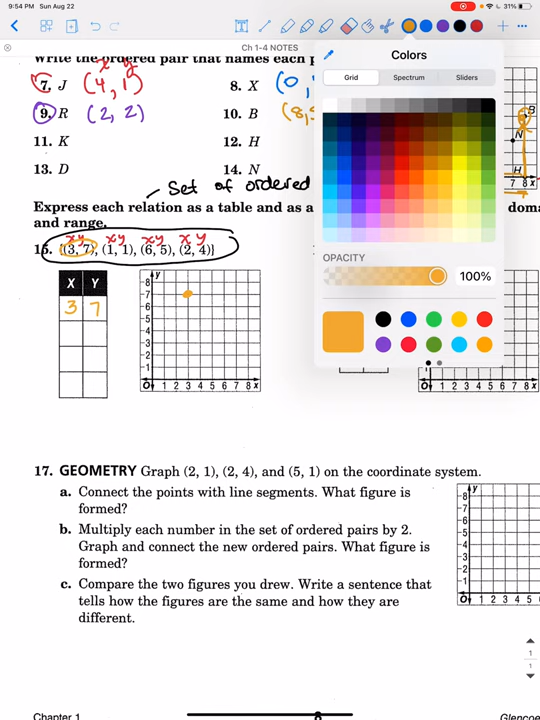 9:54 PM Sun Aug 22
31%
Ch 1-4 NOTES
Write the ordered pair that names each p
x y
7. J (4, 1)
8. X (0,
9. R (2, 2)
10. B (8,
11. K
12. H
13. D
14. N
Set of ordered
Express each relation as a table and as a
doma
and range.
xy xy xy x y
15. {(3, 7), (1, 1), (6, 5), (2, 4)}
X Y
3 7
y
8
7
6
5
4
3
2
1
O 1 2 3 4 5 6 7 8 x
Colors
Grid Spectrum Sliders
OPACITY
100%
B
N
H
7 8 x
O 1 2 3 4 5 6 7 8 x
17. GEOMETRY Graph (2, 1), (2, 4), and (5, 1) on the coordinate system.
a. Connect the points with line segments. What figure is
formed?
b. Multiply each number in the set of ordered pairs by 2.
Graph and connect the new ordered pairs. What figure is
formed?
c. Compare the two figures you drew. Write a sentence that
tells how the figures are the same and how they are
different.
y
8
7
6
5
4
3
2
1
O 1 2 3 4 5
1
1
Chapter 1
8
Glencoe